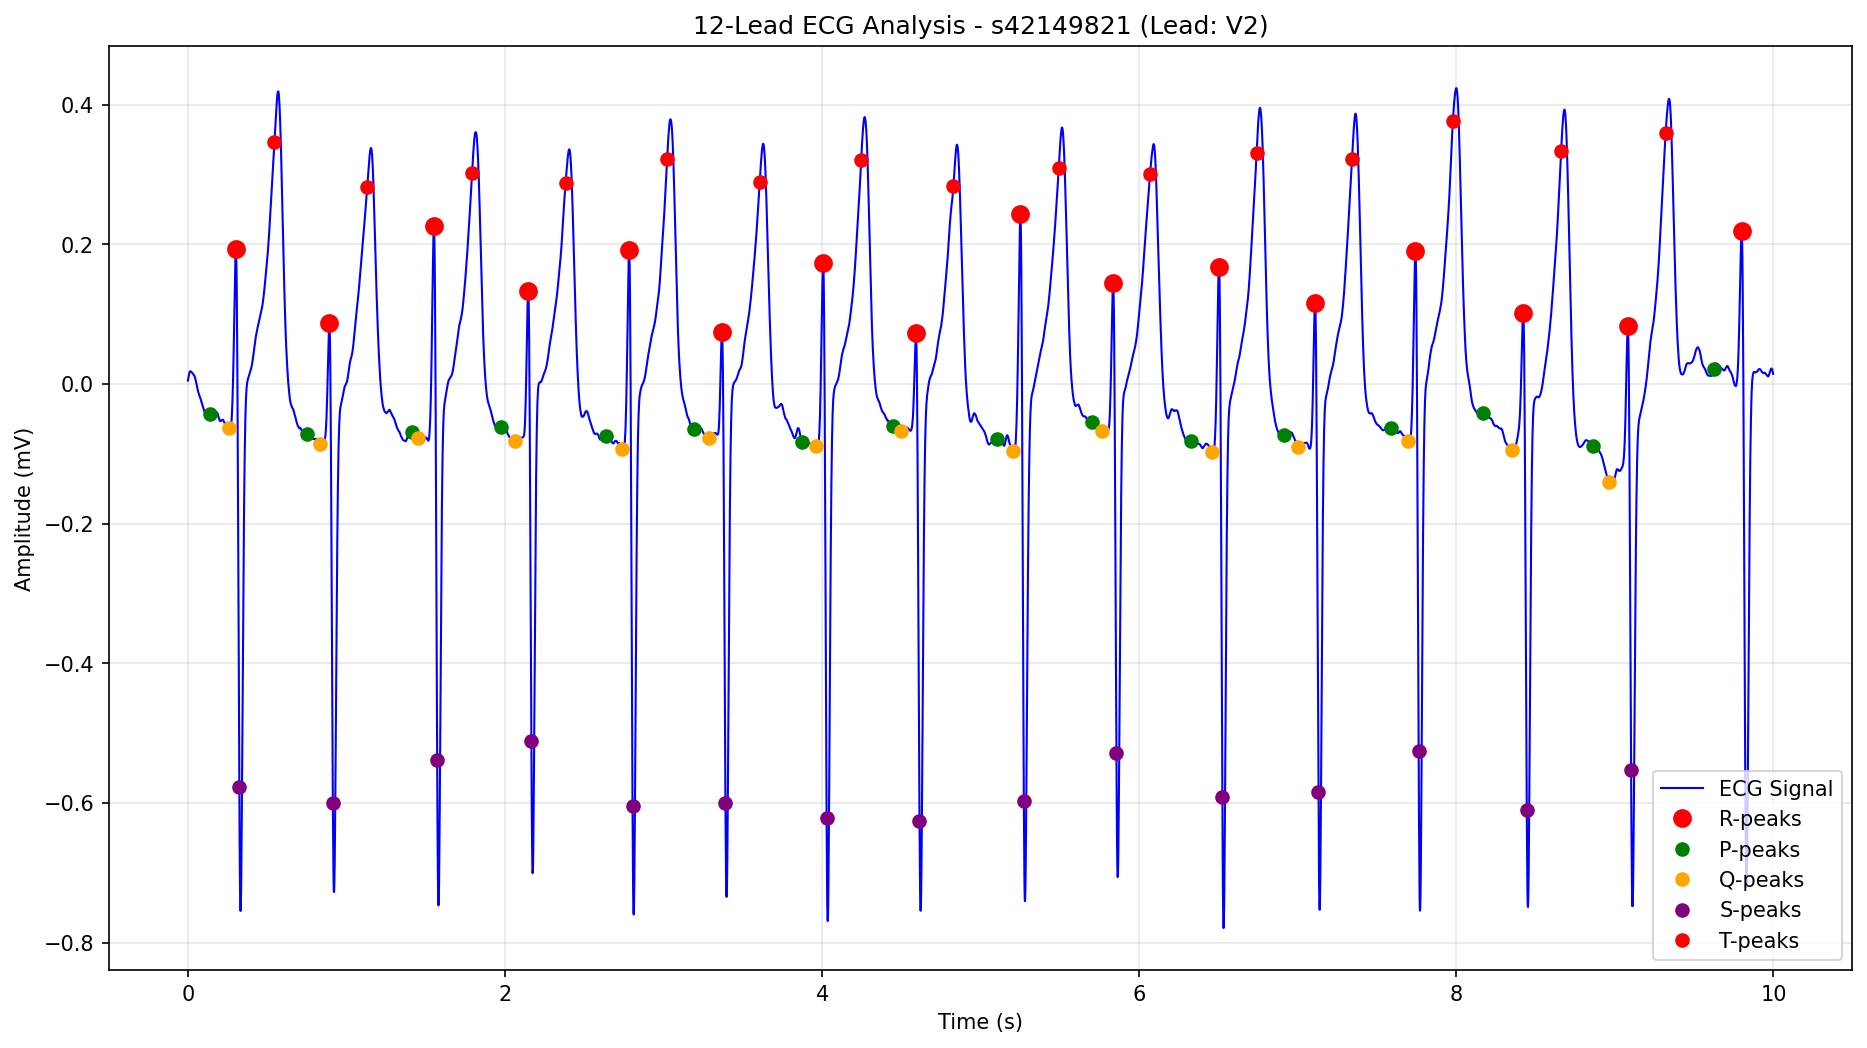 12-Lead ECG Analysis - s42149821 (Lead: V2)
Amplitude (mV)
0.4
0.2
0.0
−0.2
−0.4
−0.6
−0.8
0 2 4 6 8 10
Time (s)
ECG Signal
R-peaks
P-peaks
Q-peaks
S-peaks
T-peaks